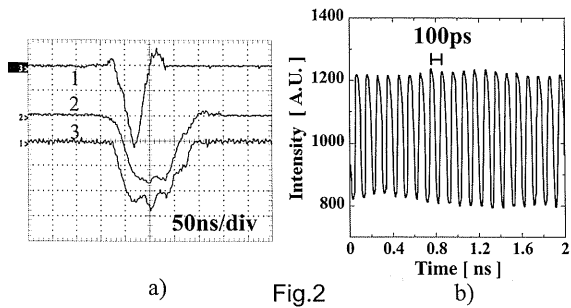 3>
1
2>
2
3
1>
50ns/div
a)
1400
1200
1000
800
Intensity [ A.U. ]
100ps
0 0.4 0.8 1.2 1.6 2
Time [ ns ]
b)
Fig.2